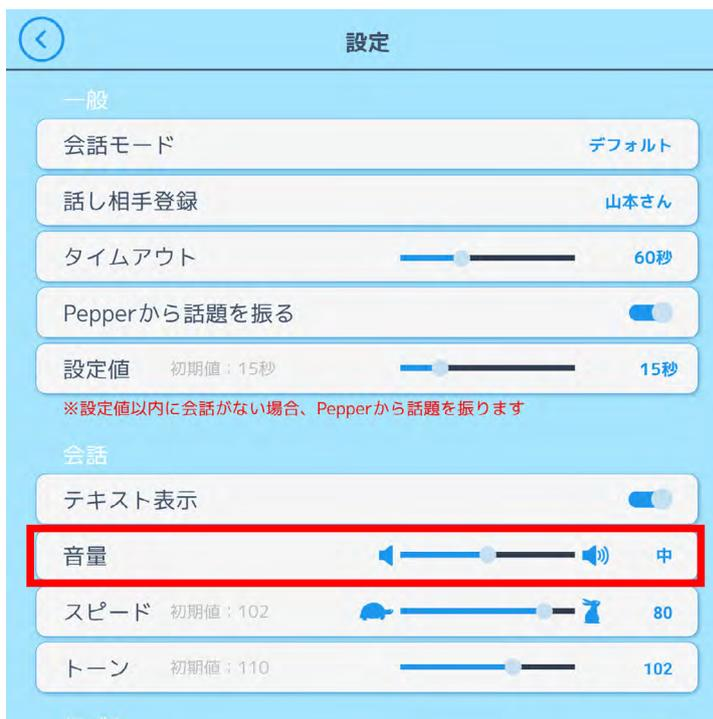 設定
一般
会話モード デフォルト
話し相手登録 山本さん
タイムアウト 60秒
Pepperから話題を振る
設定値 初期値：15秒 15秒
※設定値以内に会話がない場合、Pepperから話題を振ります
会話
テキスト表示
音量 中
スピード 初期値：102 80
トーン 初期値：110 102